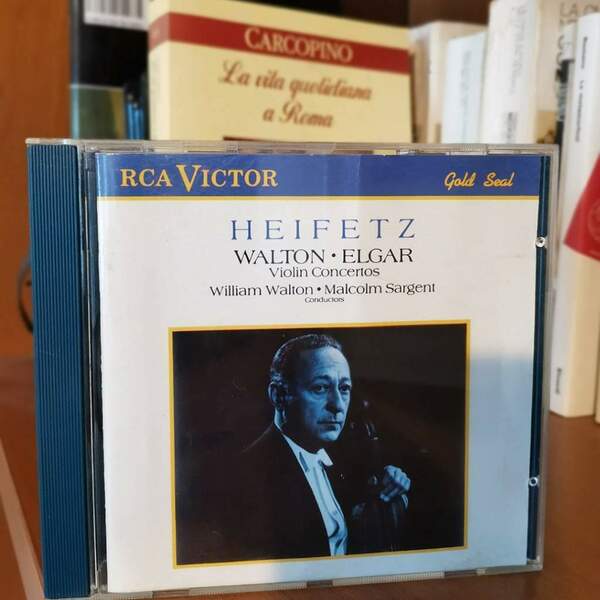 CARCOPINO
La vita quotidiana
a Roma
RCA VICTOR
Gold Seal
HEIFETZ
WALTON • ELGAR
Violin Concertos
William Walton • Malcolm Sargent
Conductors